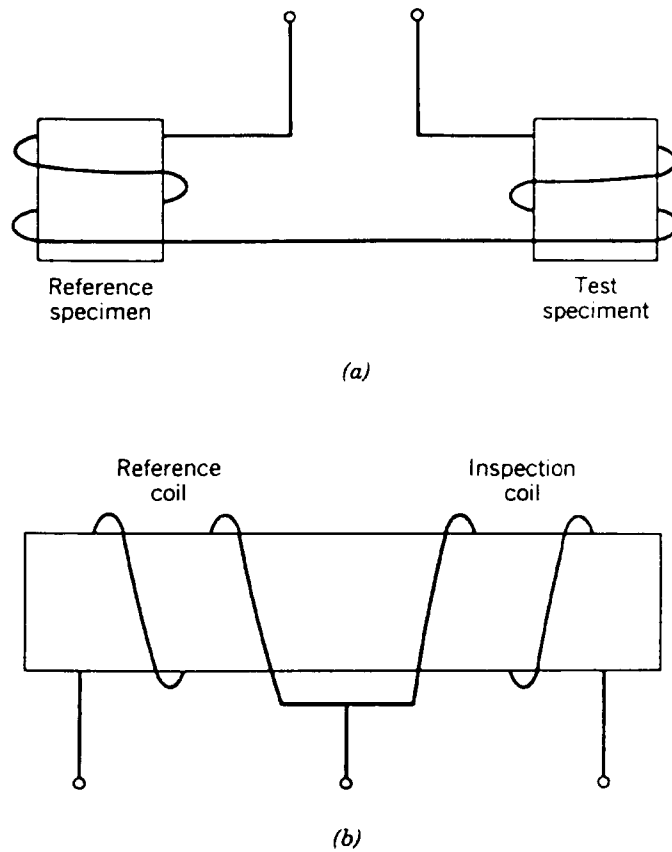 Reference
specimen
Test
speciment
(a)
Reference
coil
Inspection
coil
(b)